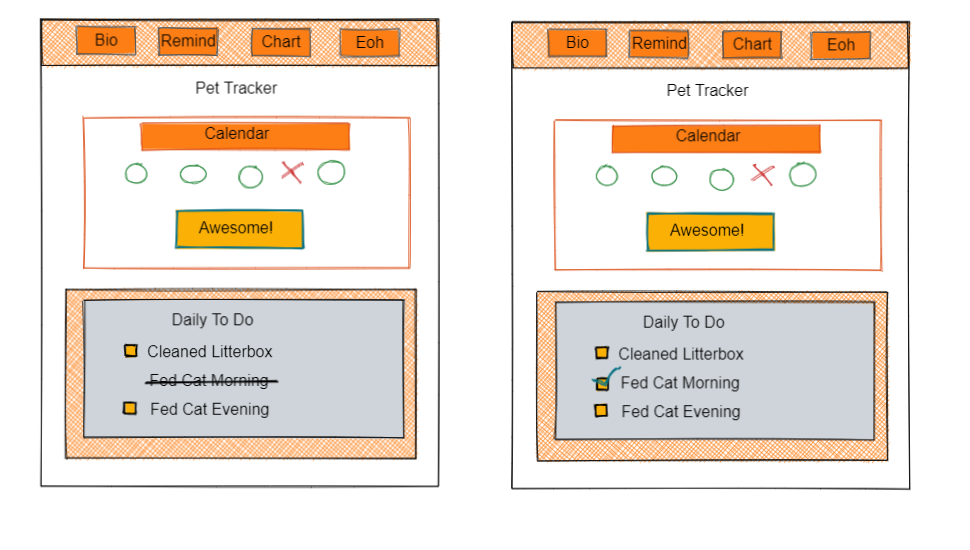 Bio Remind Chart Eoh
Pet Tracker
Calendar
Awesome!
Daily To Do
Cleaned Litterbox
Fed Cat Morning
Fed Cat Evening
Bio Remind Chart Eoh
Pet Tracker
Calendar
Awesome!
Daily To Do
Cleaned Litterbox
Fed Cat Morning
Fed Cat Evening